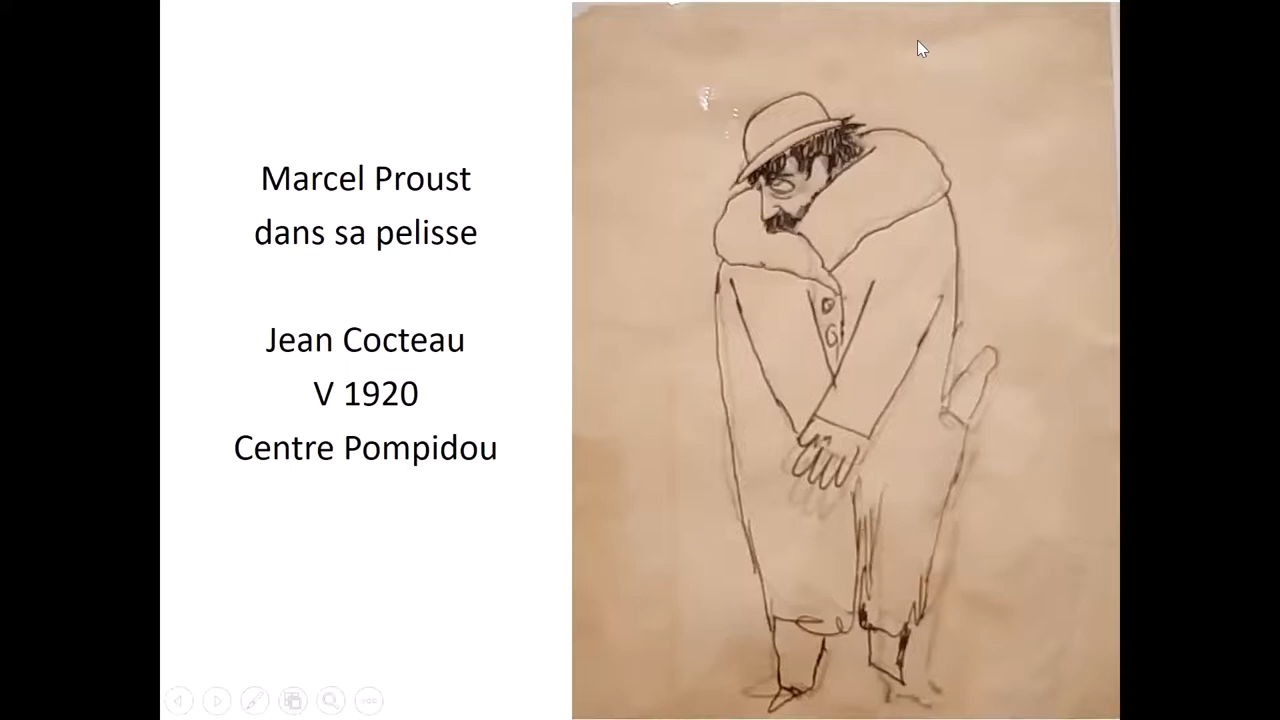 Marcel Proust
dans sa pelisse
Jean Cocteau
V 1920
Centre Pompidou